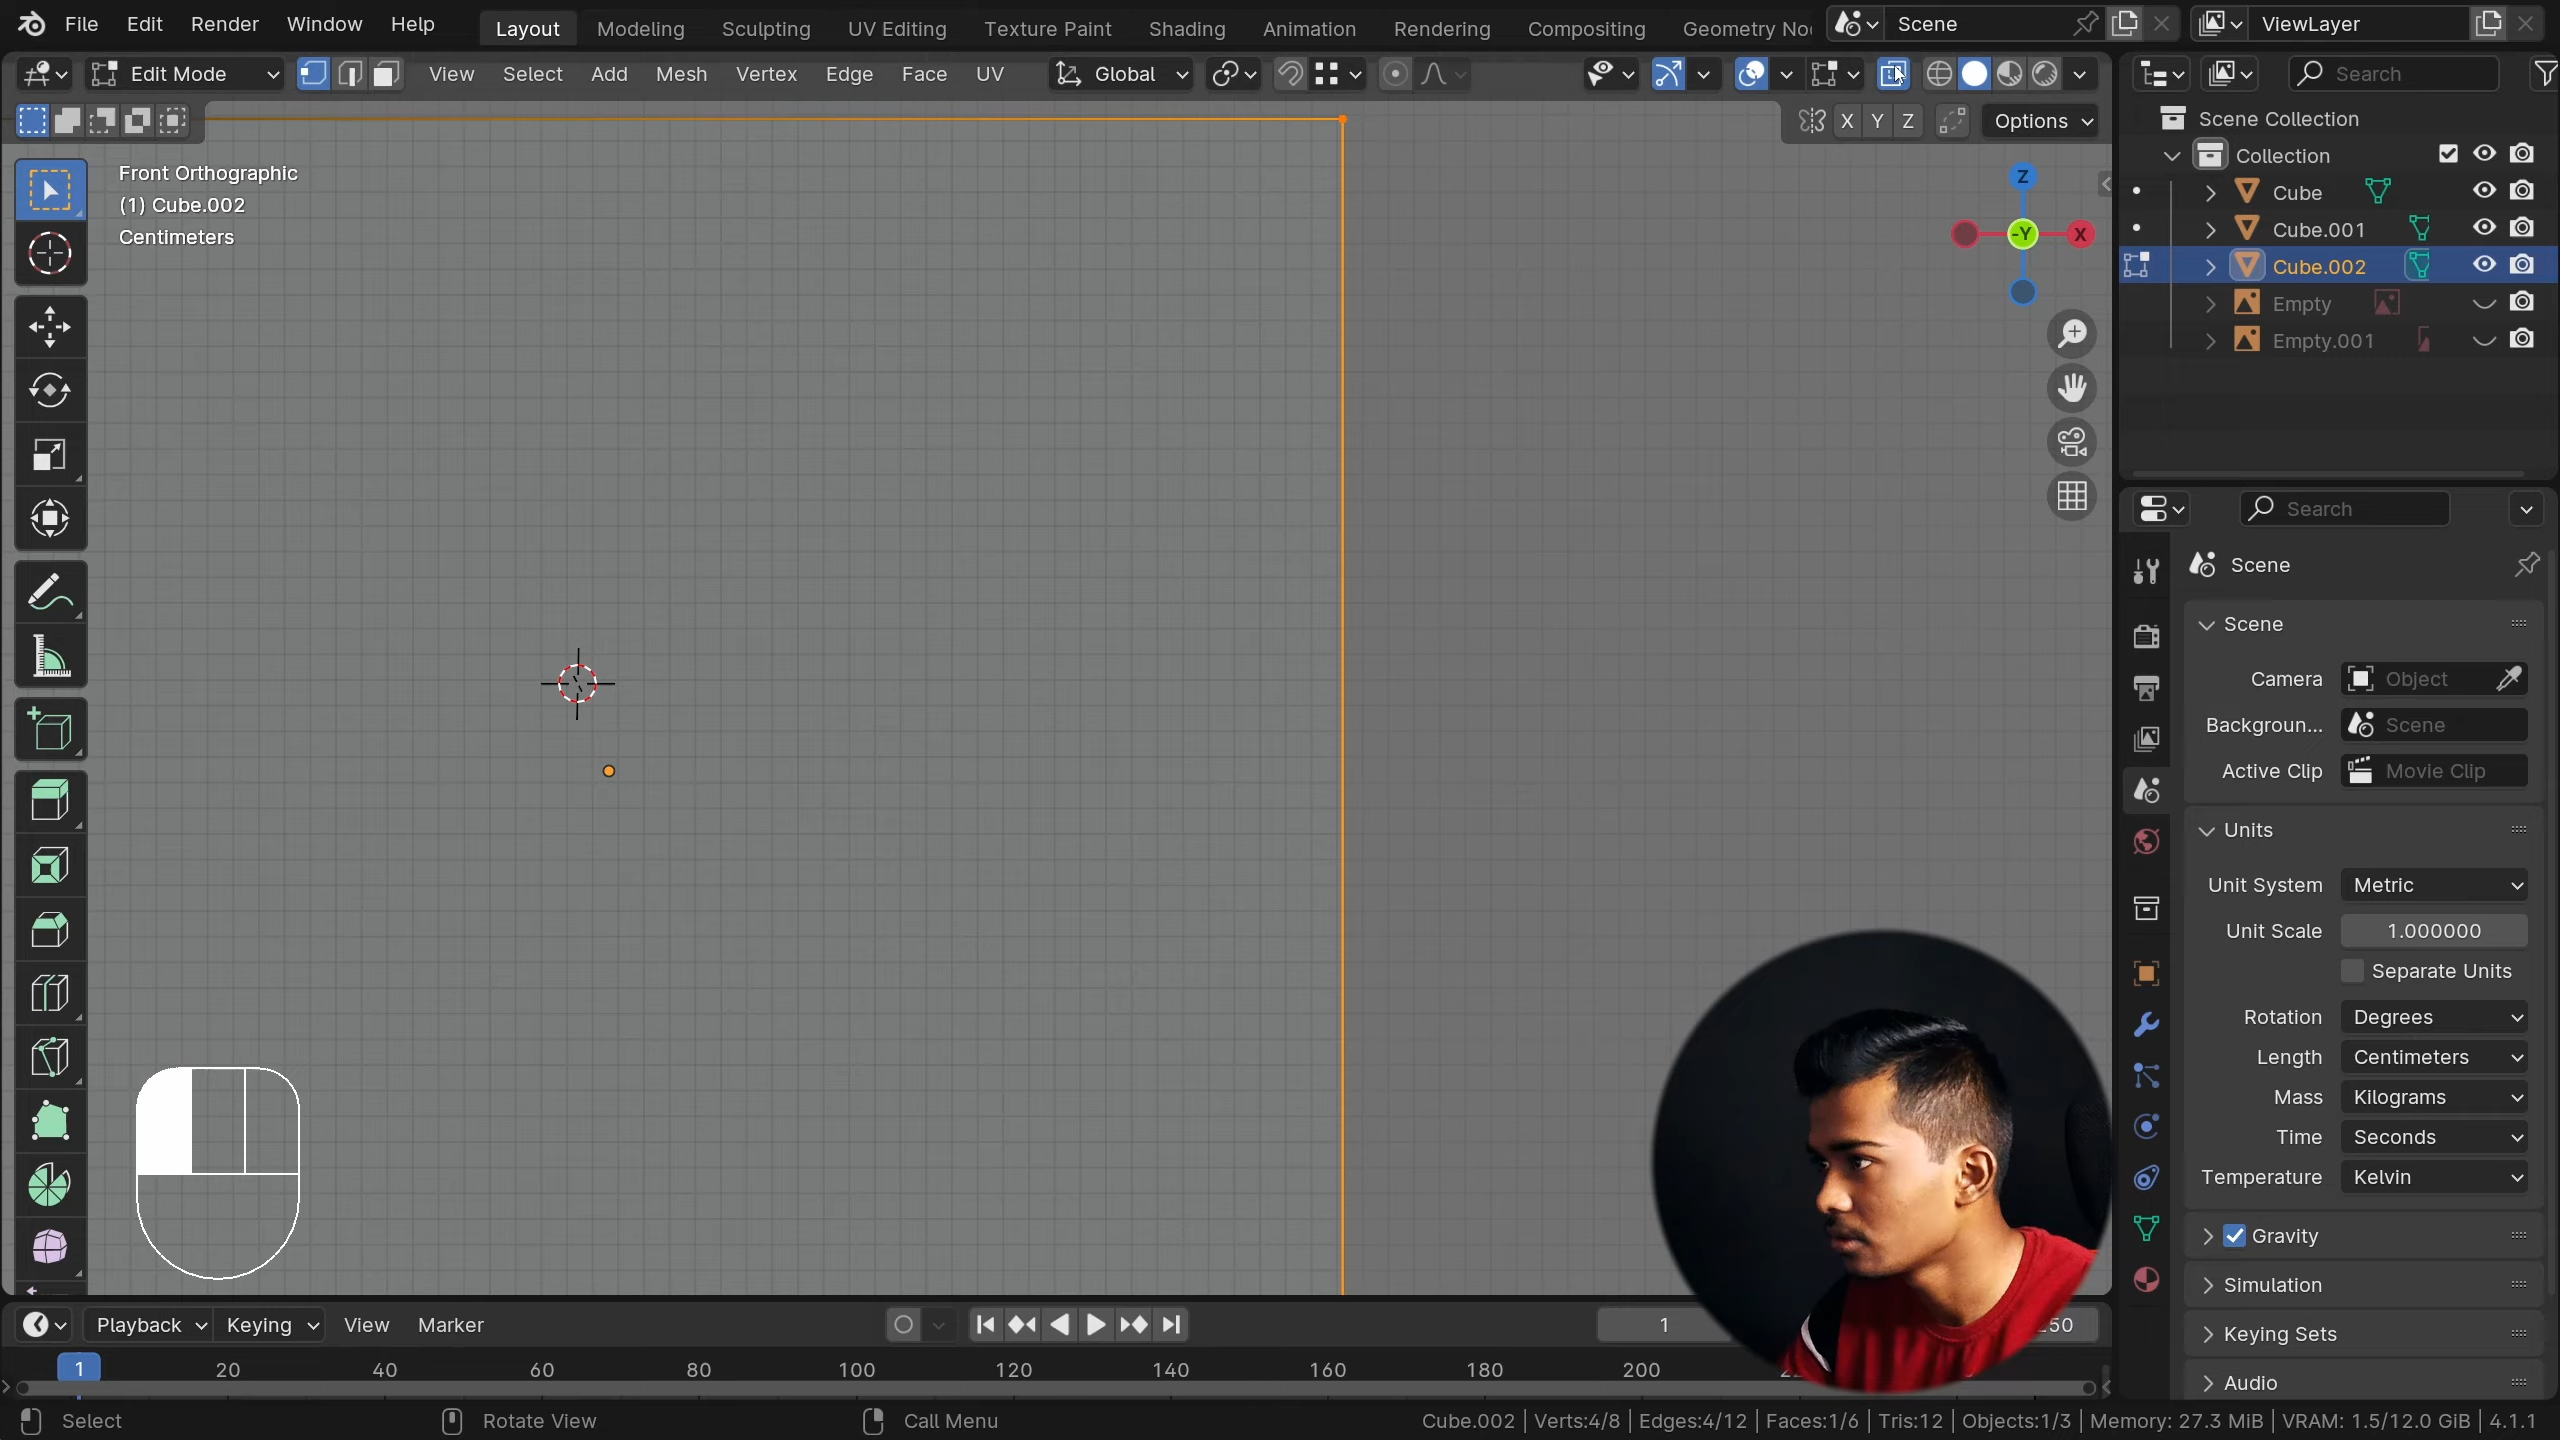 File Edit Render Window Help Layout Modeling Sculpting UV Editing Texture Paint Shading Animation Rendering Compositing Geometry No Scene ViewLayer
Edit Mode View Select Add Mesh Vertex Edge Face UV Global Search
X Y Z Options
Scene Collection
Collection
Cube
Cube.001
Cube.002
Empty
Empty.001
Front Orthographic
(1) Cube.002
Centimeters
Z
-Y
X
Search
Scene
Scene
Camera Object
Backgroun... Scene
Active Clip Movie Clip
Units
Unit System Metric
Unit Scale 1.000000
Separate Units
Rotation Degrees
Length Centimeters
Mass Kilograms
Time Seconds
Temperature Kelvin
Gravity
Simulation
Keying Sets
Audio
Playback Keying View Marker 1 50
1 20 40 60 80 100 120 140 160 180 200
Select Rotate View Call Menu Cube.002 | Verts:4/8 | Edges:4/12 | Faces:1/6 | Tris:12 | Objects:1/3 | Memory: 27.3 MiB | VRAM: 1.5/12.0 GiB | 4.1.1